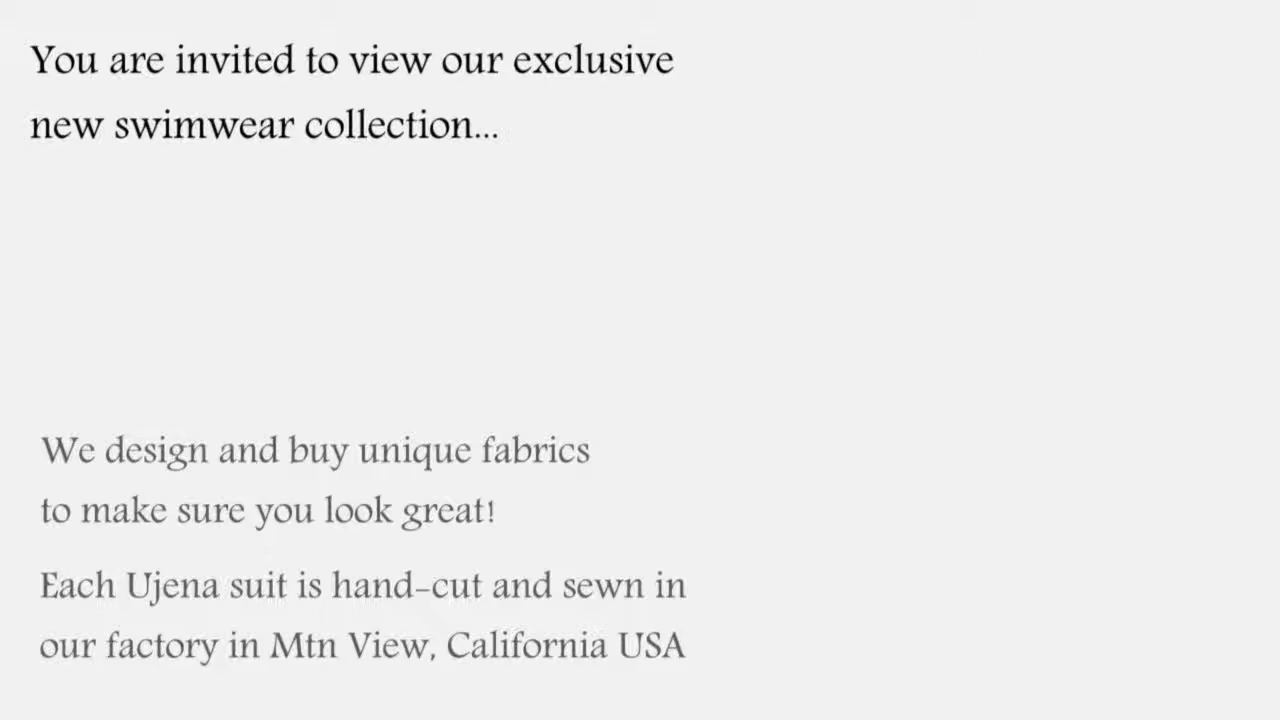 You are invited to view our exclusive
new swimwear collection...
We design and buy unique fabrics
to make sure you look great!
Each Ujena suit is hand-cut and sewn in
our factory in Mtn View, California USA